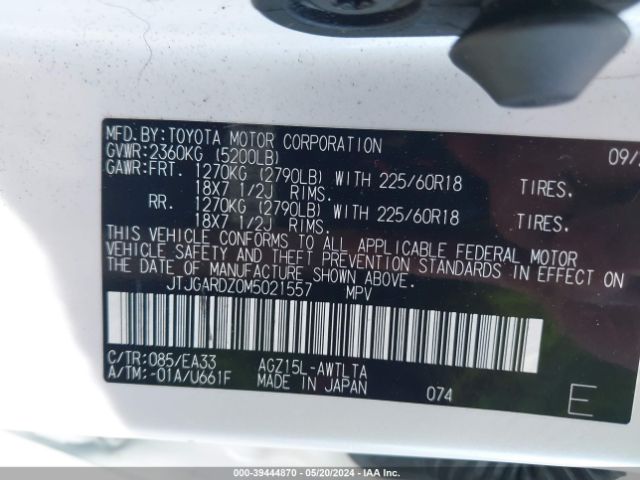 MFD.BY:TOYOTA MOTOR CORPORATION 09/
GVWR:2360KG (5200LB)
GAWR:FRT. 1270KG (2790LB) WITH 225/60R18 TIRES.
18X7 1/2J RIMS.
RR. 1270KG (2790LB) WITH 225/60R18 TIRES.
18X7 1/2J RIMS.
THIS VEHICLE CONFORMS TO ALL APPLICABLE FEDERAL MOTOR
VEHICLE SAFETY AND THEFT PREVENTION STANDARDS IN EFFECT ON
THE DATE OF MANUFACTURE SHOWN ABOVE.
JTJGARDZ0M5021557 MPV
C/TR:085/EA33 AGZ15L-AWTLTA
A/TM:-01A/U661F MADE IN JAPAN 074 E
000-39444870 — 05/20/2024 — IAA Inc.